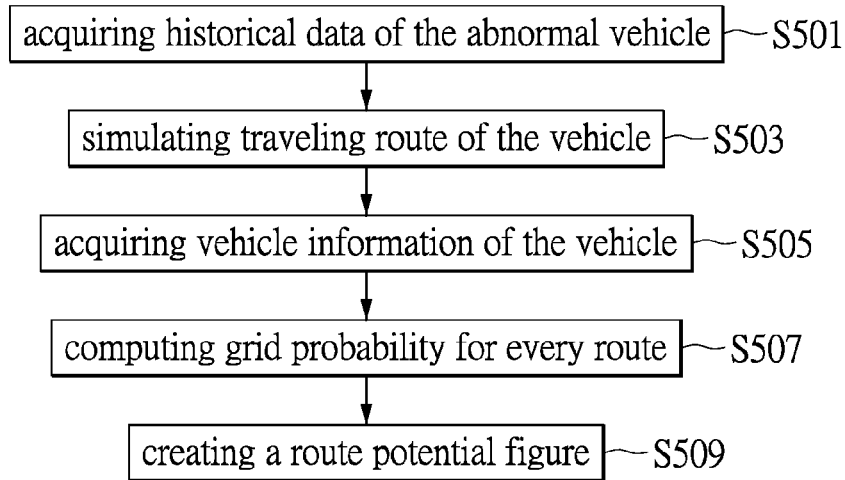 acquiring historical data of the abnormal vehicle S501
simulating traveling route of the vehicle S503
acquiring vehicle information of the vehicle S505
computing grid probability for every route S507
creating a route potential figure S509